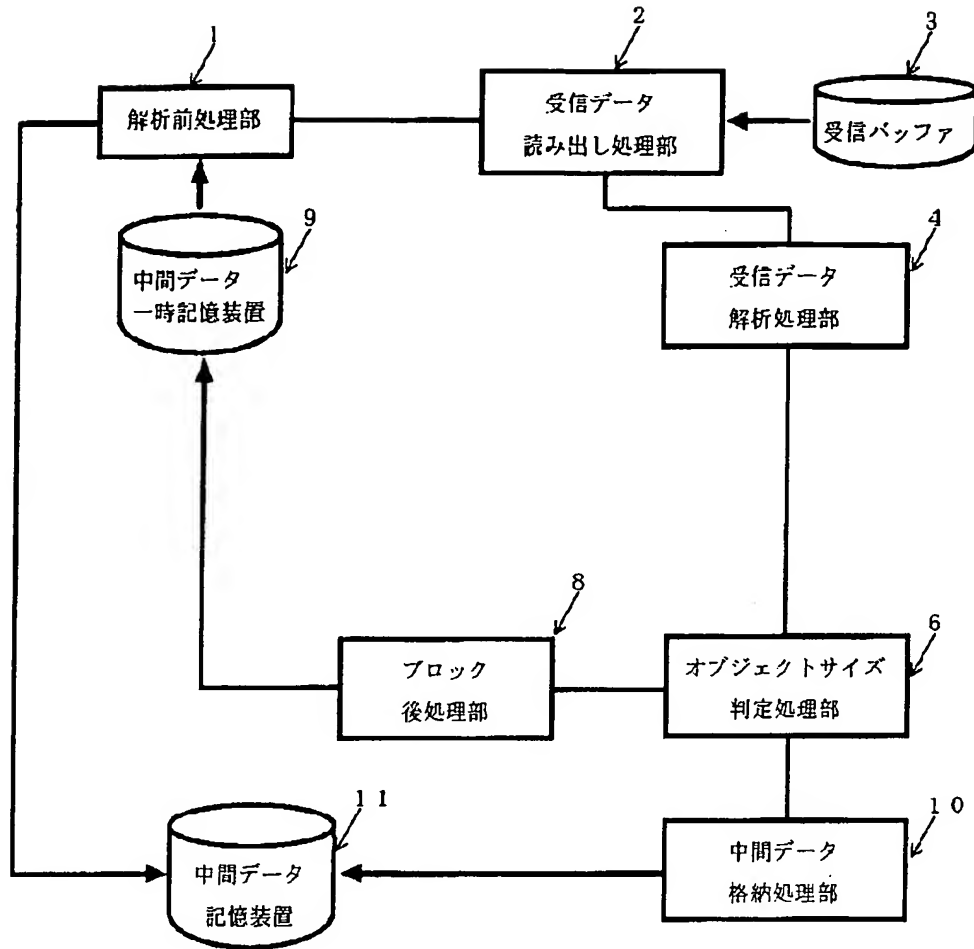 1
2
3
解析前処理部
受信データ
読み出し処理部
受信バッファ
9
4
中間データ
一時記憶装置
受信データ
解析処理部
8
6
ブロック
後処理部
オブジェクトサイズ
判定処理部
11
10
中間データ
記憶装置
中間データ
格納処理部